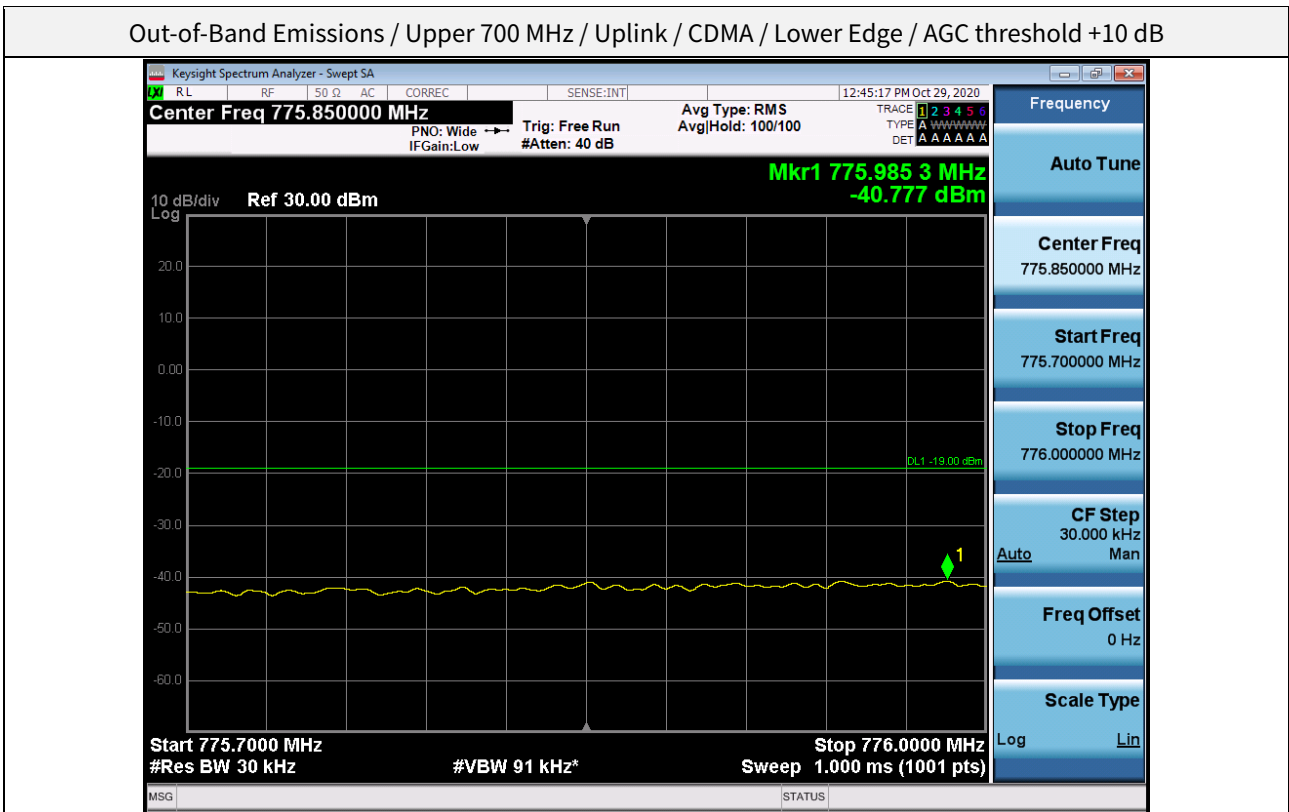 Out-of-Band Emissions / Upper 700 MHz / Uplink / CDMA / Lower Edge / AGC threshold +10 dB
Keysight Spectrum Analyzer - Swept SA
LXI RL RF 50 Ω AC CORREC SENSE:INT 12:45:17 PM Oct 29, 2020
Center Freq 775.850000 MHz
PNO: Wide
IFGain:Low
Trig: Free Run
#Atten: 40 dB
Avg Type: RMS
Avg|Hold: 100/100
TRACE 1 2 3 4 5 6
TYPE A WWWWW
DET A A A A A A
Mkr1 775.985 3 MHz
-40.777 dBm
10 dB/div Ref 30.00 dBm
Log
20.0
10.0
0.00
-10.0
-20.0
-30.0
-40.0
-50.0
-60.0
DL1 -19.00 dBm
1
Start 775.7000 MHz Stop 776.0000 MHz
#Res BW 30 kHz #VBW 91 kHz* Sweep 1.000 ms (1001 pts)
MSG STATUS
Frequency
Auto Tune
Center Freq
775.850000 MHz
Start Freq
775.700000 MHz
Stop Freq
776.000000 MHz
CF Step
30.000 kHz
Auto Man
Freq Offset
0 Hz
Scale Type
Log Lin